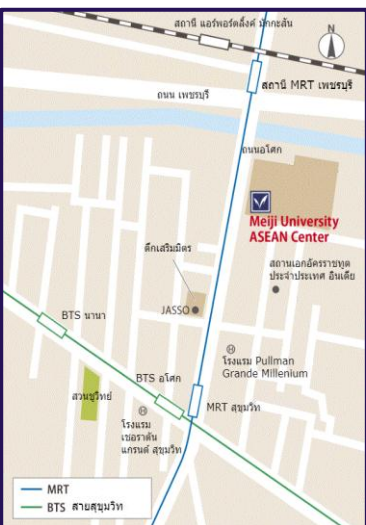 สถานี แอร์พอร์ตลิ้งค์ มักกะสัน
N
สถานี MRT เพชรบุรี
ถนน เพชรบุรี
ถนนอโศก
Meiji University
ASEAN Center
ตึกเสริมมิตร
สถานเอกอัครราชทูต
ประจำประเทศ อินเดีย
JASSO
BTS นานา
H
โรงแรม Pullman
Grande Millenium
BTS อโศก
MRT สุขุมวิท
สวนชูวิทย์
H
โรงแรม
เชอราตัน
แกรนด์ สุขุมวิท
MRT
BTS สายสุขุมวิท